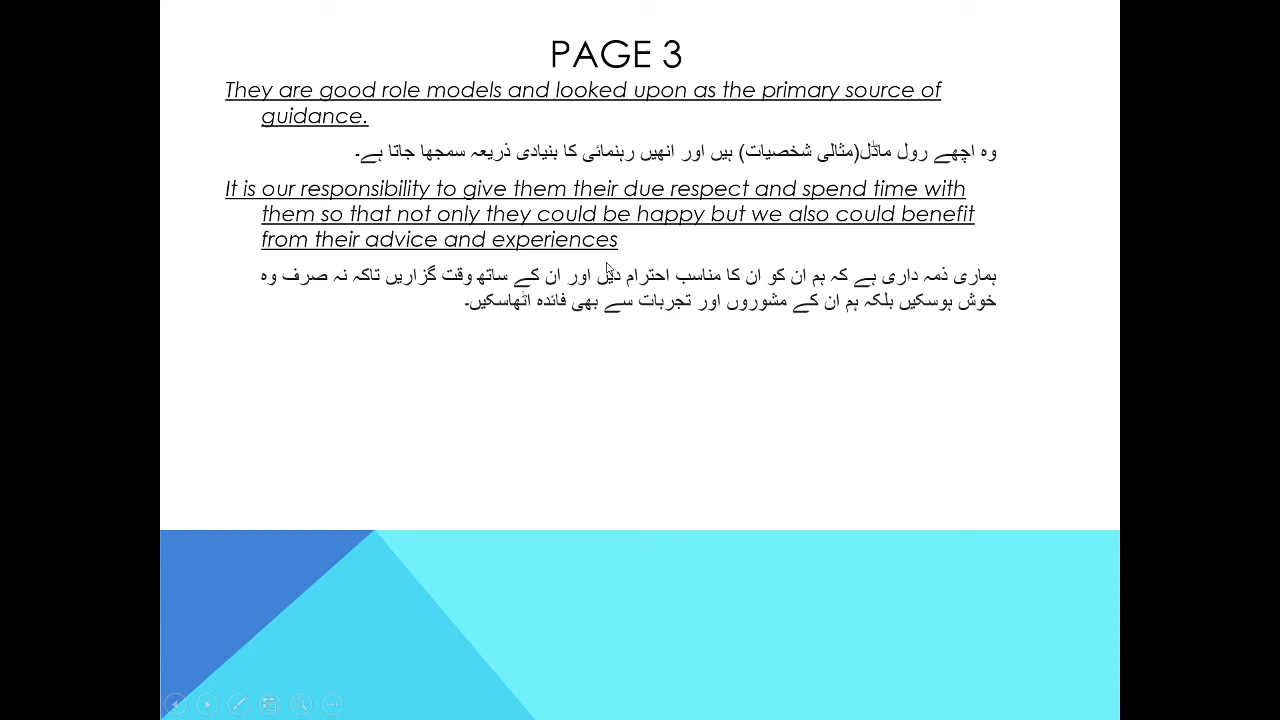 PAGE 3
They are good role models and looked upon as the primary source of
guidance.
وہ اچھے رول ماڈل(مثالی شخصیات) ہیں اور انھیں رہنمائی کا بنیادی ذریعہ سمجھا جاتا ہے۔
It is our responsibility to give them their due respect and spend time with
them so that not only they could be happy but we also could benefit
from their advice and experiences
ہماری ذمہ داری ہے کہ ہم ان کو ان کا مناسب احترام دیں اور ان کے ساتھ وقت گزاریں تاکہ نہ صرف وہ
خوش ہوسکیں بلکہ ہم ان کے مشوروں اور تجربات سے بھی فائدہ اٹھاسکیں۔